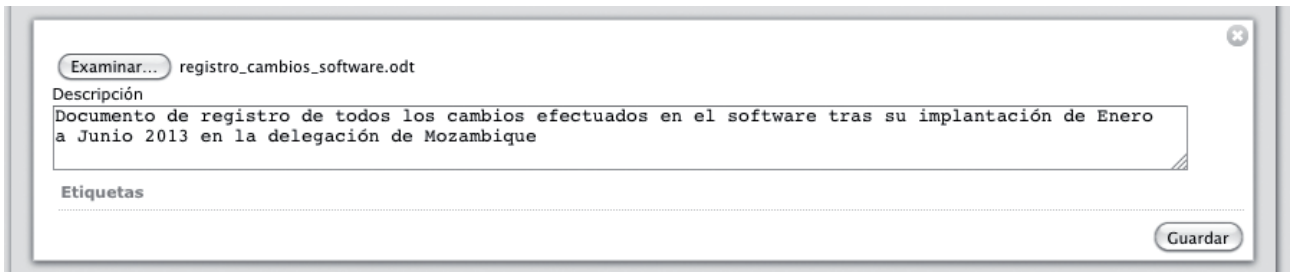 Examinar... registro_cambios_software.odt
Descripción
Documento de registro de todos los cambios efectuados en el software tras su implantación de Enero
a Junio 2013 en la delegación de Mozambique
Etiquetas
Guardar